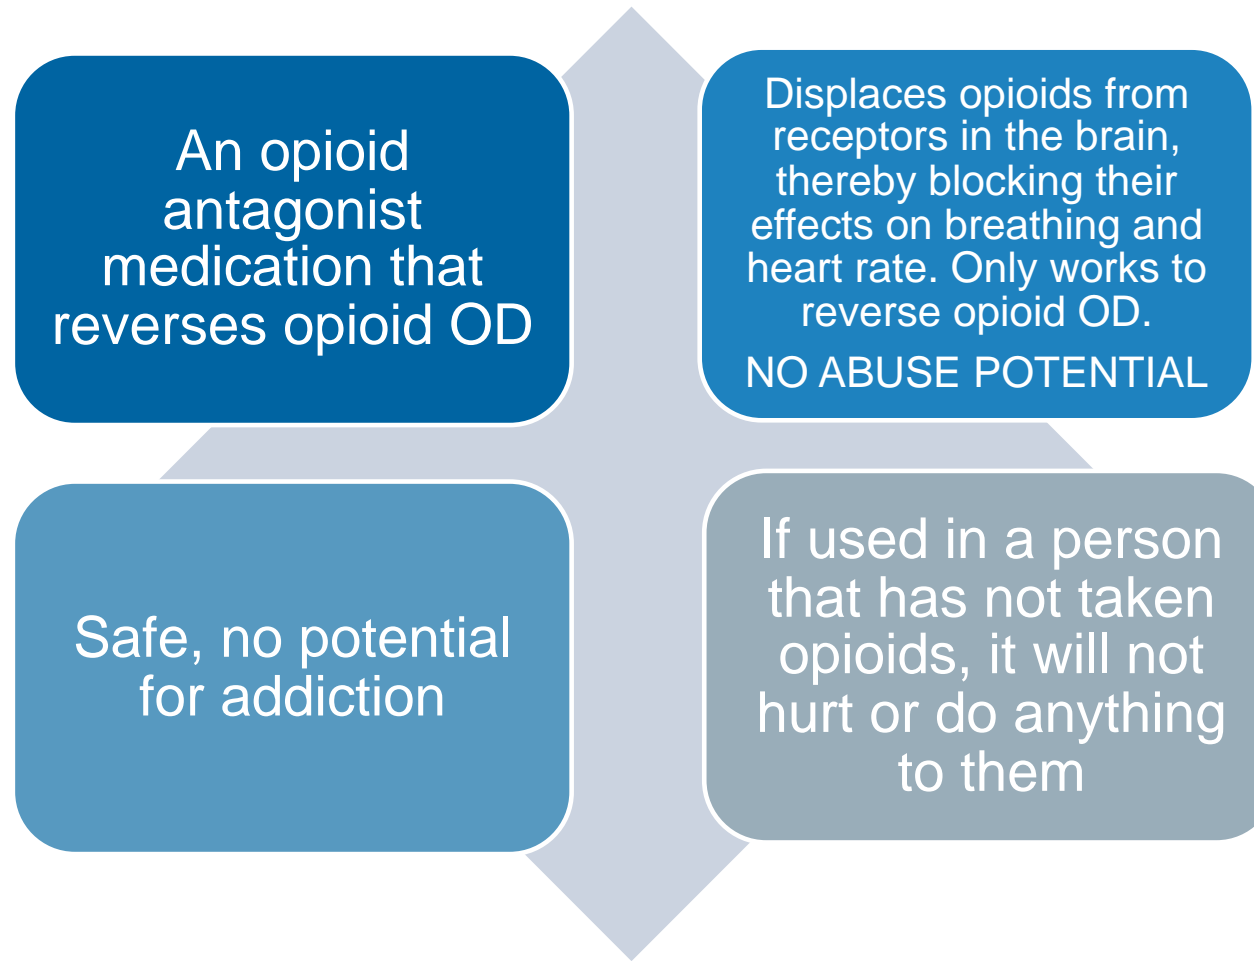 An opioid
antagonist
medication that
reverses opioid OD
Displaces opioids from
receptors in the brain,
thereby blocking their
effects on breathing and
heart rate. Only works to
reverse opioid OD.
NO ABUSE POTENTIAL
Safe, no potential
for addiction
If used in a person
that has not taken
opioids, it will not
hurt or do anything
to them